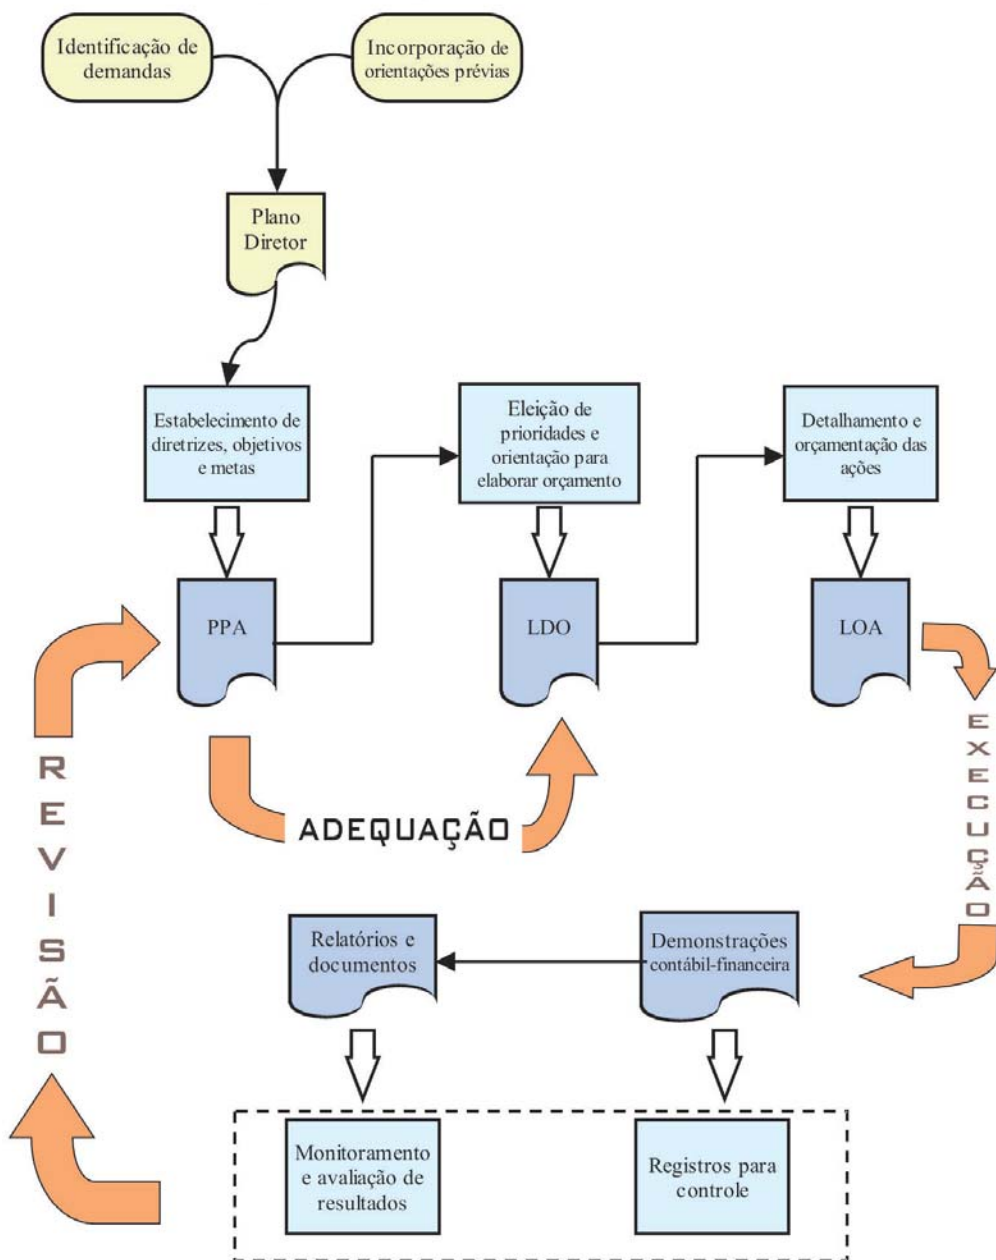 Identificação de
demandas
Incorporação de
orientações prévias
Plano
Diretor
Estabelecimento de
diretrizes, objetivos
e metas
Eleição de
prioridades e
orientação para
elaborar orçamento
Detalhamento e
orçamentação das
ações
PPA
LDO
LOA
REVISÃO
ADEQUAÇÃO
EXECUÇÃO
Relatórios e
documentos
Demonstrações
contábil-financeira
Monitoramento
e avaliação de
resultados
Registros para
controle